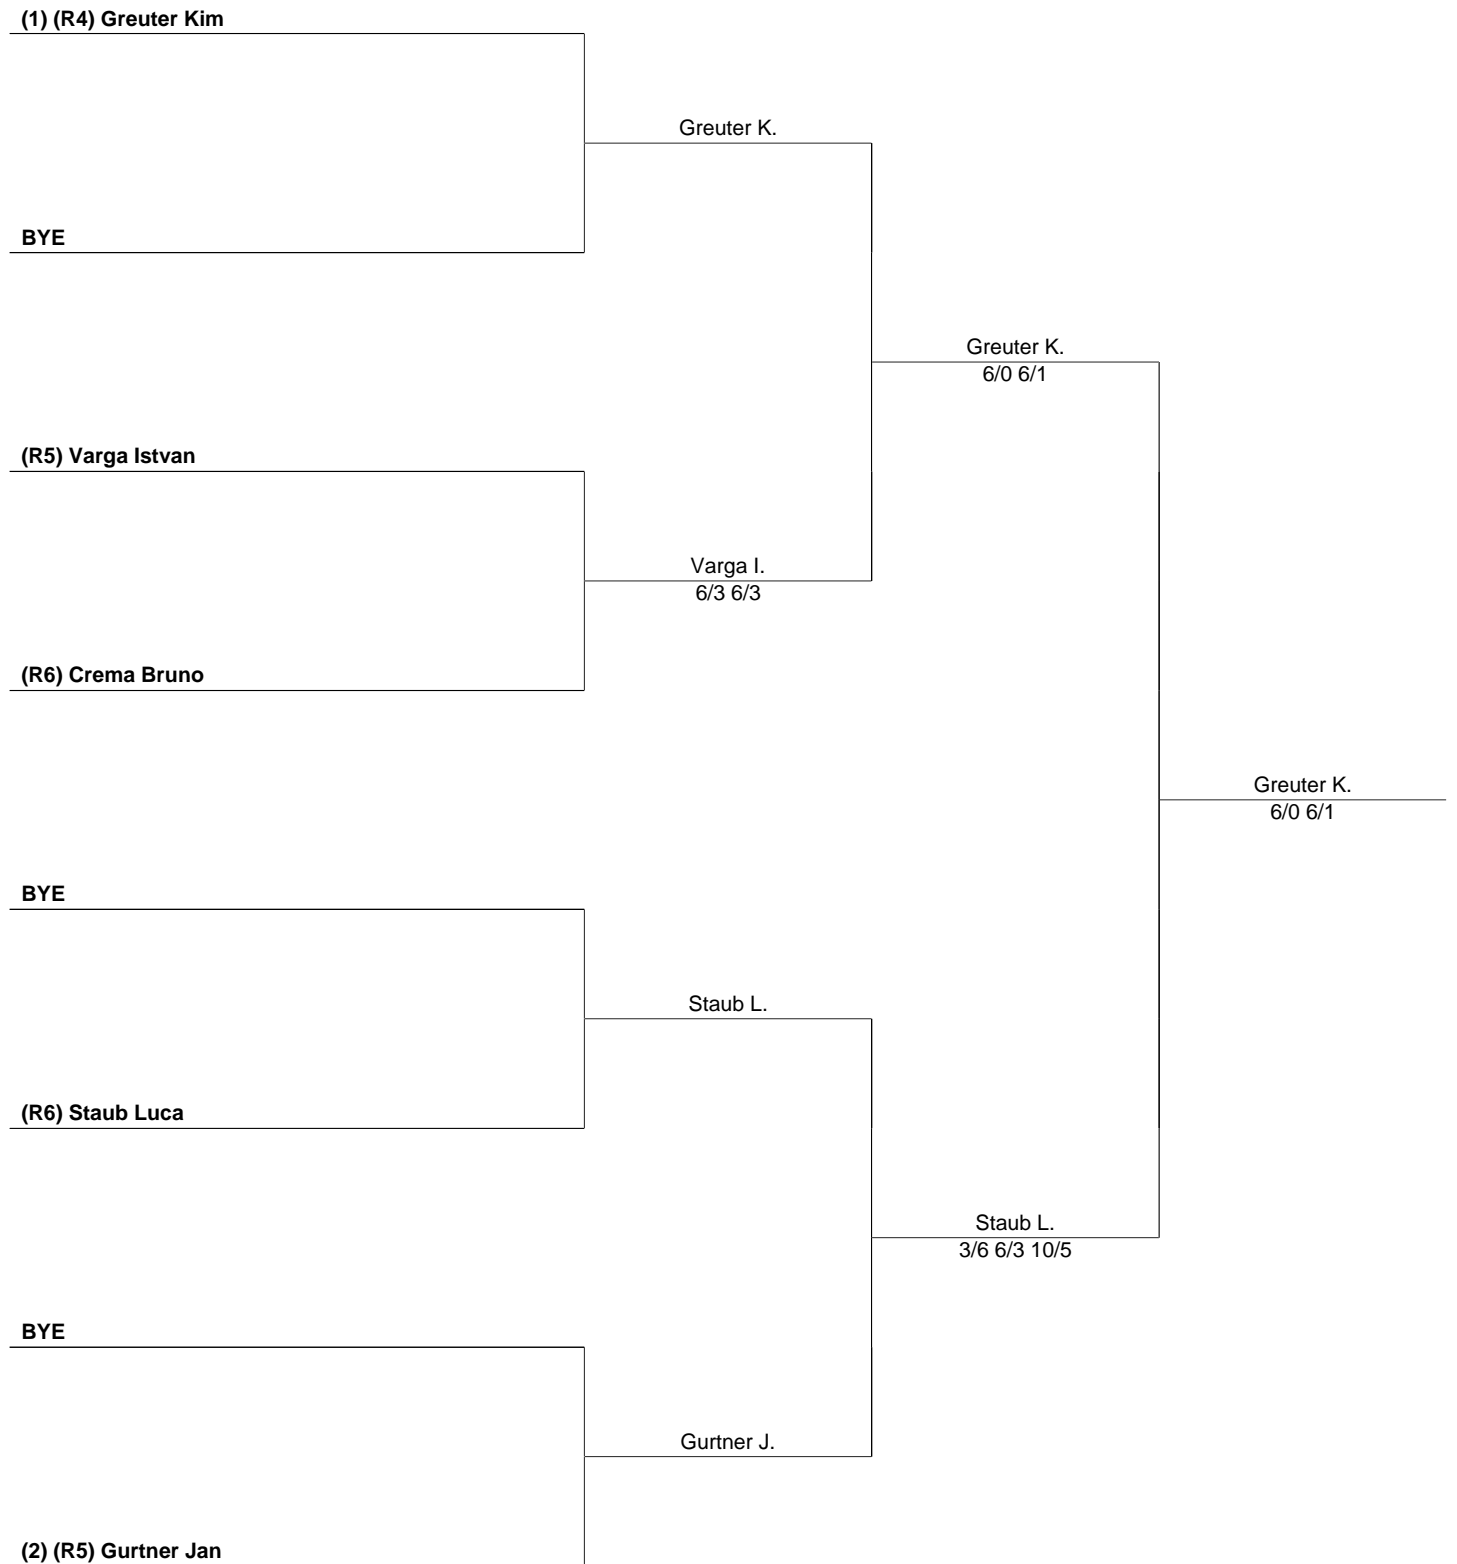 (1) (R4) Greuter Kim
Greuter K.
BYE
Greuter K.
6/0 6/1
(R5) Varga Istvan
Varga I.
6/3 6/3
(R6) Crema Bruno
Greuter K.
6/0 6/1
BYE
Staub L.
(R6) Staub Luca
Staub L.
3/6 6/3 10/5
BYE
Gurtner J.
(2) (R5) Gurtner Jan